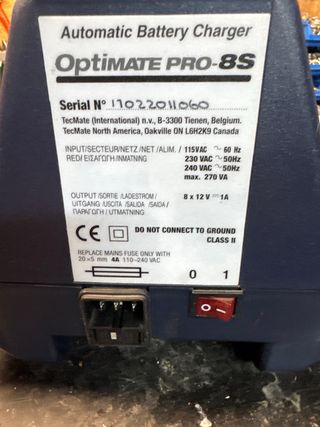 Automatic Battery Charger
OptiMATE PRO-8S
Serial N° 17022011060
TecMate (International) n.v., B-3300 Tienen, Belgium.
TecMate North America, Oakville ON L6H2K9 Canada
INPUT/SECTEUR/NETZ/NET/ALIM. / 115VAC ~ 60 Hz
RED/ ΕΙΣΑΓΩΓΗ/INMATNING 230 VAC ~ 50Hz
240 VAC ~ 50Hz
max. 270 VA
OUTPUT /SORTIE /LADESTROM / 8 x 12 V ⎓ 1A
UITGANG /USCITA /SALIDA /SAIDA /
ΠΑΡΑΓΩΓΗ / UTMATNING
CE DO NOT CONNECT TO GROUND
CLASS II
REPLACE MAINS FUSE ONLY WITH
20×5 mm 4A 110-240 VAC
0 1
O –